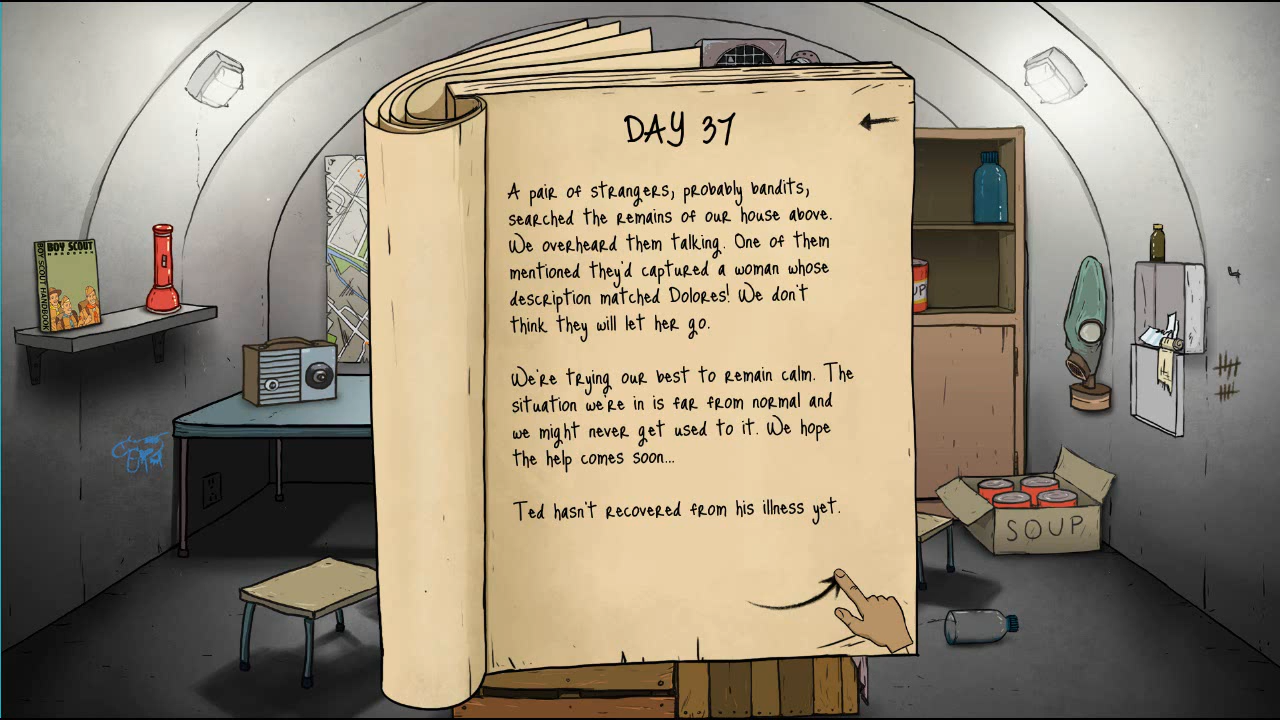 DAY 37
A pair of strangers, probably bandits,
searched the remains of our house above.
We overheard them talking. One of them
mentioned they'd captured a woman whose
description matched Dolores! We don't
think they will let her go.
We're trying our best to remain calm. The
situation we're in is far from normal and
we might never get used to it. We hope
the help comes soon...
Ted hasn't recovered from his illness yet.
BOY SCOUT
HANDBOOK
BOY SCOUT HANDBOOK
UP
SOUP